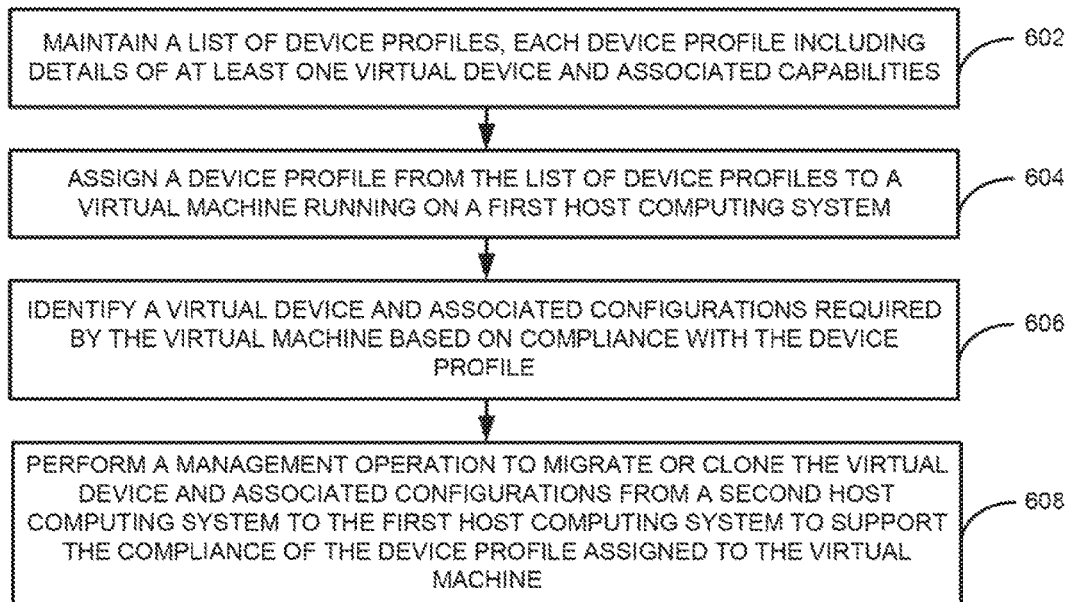 MAINTAIN A LIST OF DEVICE PROFILES, EACH DEVICE PROFILE INCLUDING
DETAILS OF AT LEAST ONE VIRTUAL DEVICE AND ASSOCIATED CAPABILITIES
602
ASSIGN A DEVICE PROFILE FROM THE LIST OF DEVICE PROFILES TO A
VIRTUAL MACHINE RUNNING ON A FIRST HOST COMPUTING SYSTEM
604
IDENTIFY A VIRTUAL DEVICE AND ASSOCIATED CONFIGURATIONS REQUIRED
BY THE VIRTUAL MACHINE BASED ON COMPLIANCE WITH THE DEVICE
PROFILE
606
PERFORM A MANAGEMENT OPERATION TO MIGRATE OR CLONE THE VIRTUAL
DEVICE AND ASSOCIATED CONFIGURATIONS FROM A SECOND HOST
COMPUTING SYSTEM TO THE FIRST HOST COMPUTING SYSTEM TO SUPPORT
THE COMPLIANCE OF THE DEVICE PROFILE ASSIGNED TO THE VIRTUAL
MACHINE
608